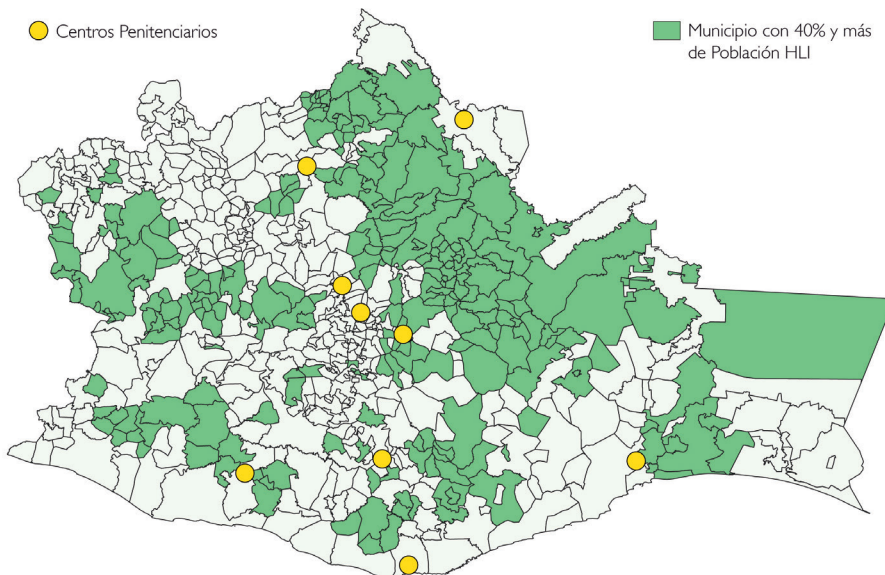 Centros Penitenciarios
Municipio con 40% y más
de Población HLI